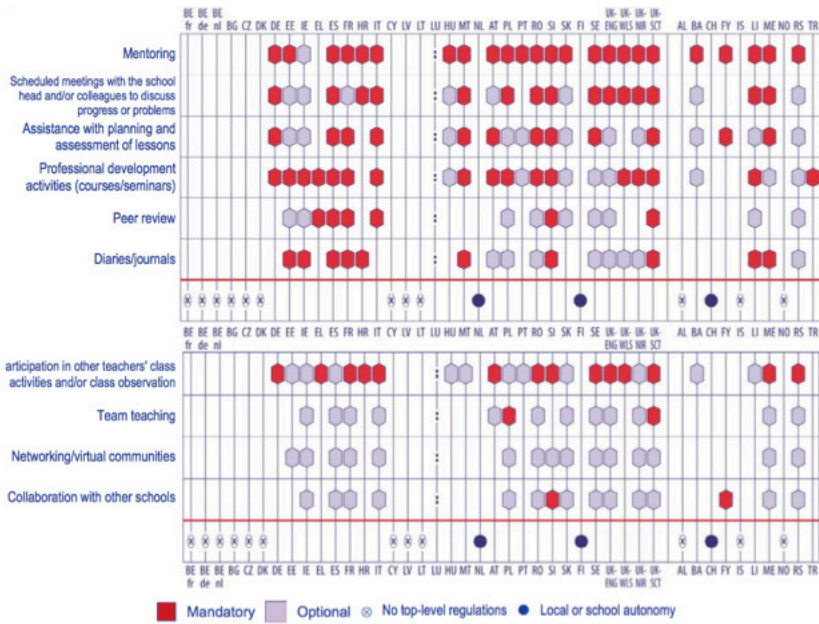 BE fr BE de BE nl BG CZ DK DE EE IE EL ES FR HR IT CY LV LT LU HU MT NL AT PL PT RO SI SK FI SE UK-ENG UK-WLS UK-NIR UK-SCT AL BA CH FY IS LI ME NO RS TR
Mentoring
Scheduled meetings with the school
head and/or colleagues to discuss
progress or problems
Assistance with planning and
assessment of lessons
Professional development
activities (courses/seminars)
Peer review
Diaries/journals
BE fr BE de BE nl BG CZ DK DE EE IE EL ES FR HR IT CY LV LT LU HU MT NL AT PL PT RO SI SK FI SE UK-ENG UK-WLS UK-NIR UK-SCT AL BA CH FY IS LI ME NO RS TR
articipation in other teachers' class
activities and/or class observation
Team teaching
Networking/virtual communities
Collaboration with other schools
BE fr BE de BE nl BG CZ DK DE EE IE EL ES FR HR IT CY LV LT LU HU MT NL AT PL PT RO SI SK FI SE UK-ENG UK-WLS UK-NIR UK-SCT AL BA CH FY IS LI ME NO RS TR
Mandatory Optional No top-level regulations Local or school autonomy